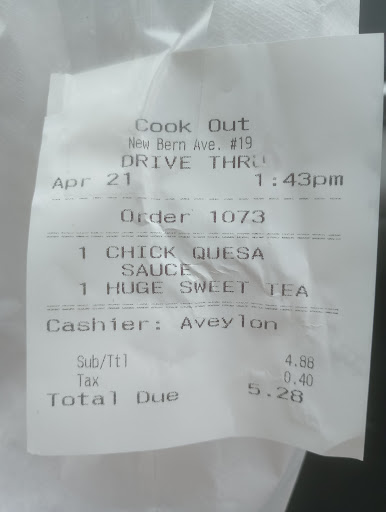 Cook Out
New Bern Ave. #19
DRIVE THRU
Apr 21 1:43pm
Order 1073
1 CHICK QUESA
SAUCE
1 HUGE SWEET TEA
Cashier: Aveylon
Sub/Ttl 4.88
Tax 0.40
Total Due 5.28